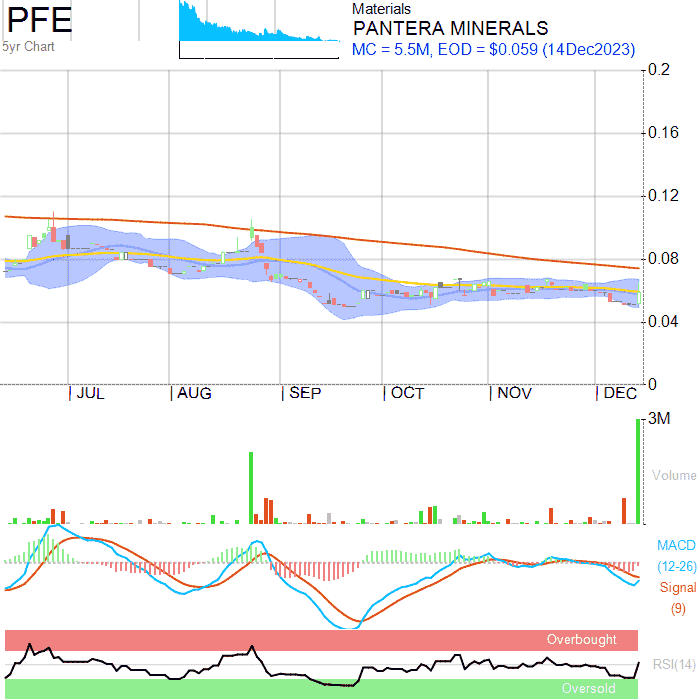 PFE
5yr Chart
Materials
PANTERA MINERALS
MC = 5.5M, EOD = $0.059 (14Dec2023)
0.2
0.16
0.12
0.08
0.04
0
JUL AUG SEP OCT NOV DEC
3M
Volume
MACD
(12-26)
Signal
(9)
Overbought
RSI(14)
Oversold